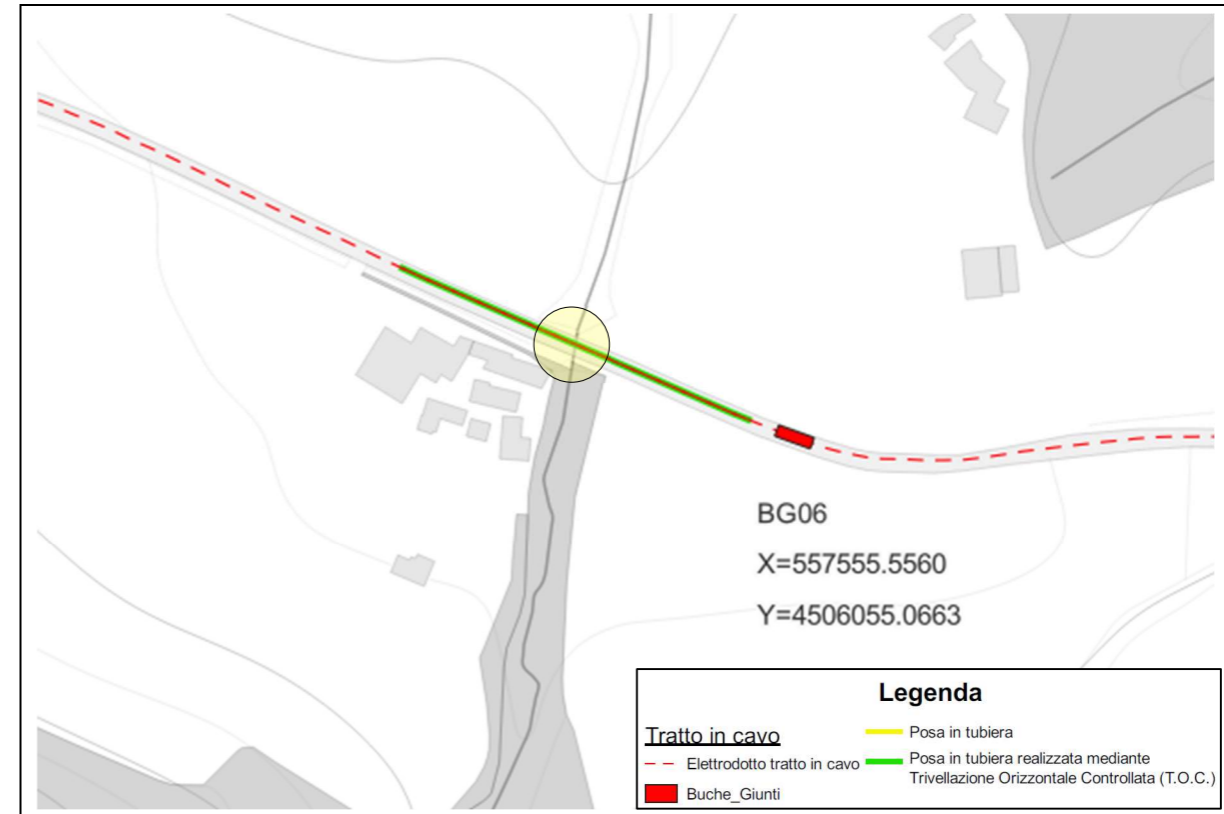 BG06
X=557555.5560
Y=4506055.0663
Legenda
Tratto in cavo
Elettrodotto tratto in cavo
Buche_Giunti
Posa in tubiera
Posa in tubiera realizzata mediante
Trivellazione Orizzontale Controllata (T.O.C.)